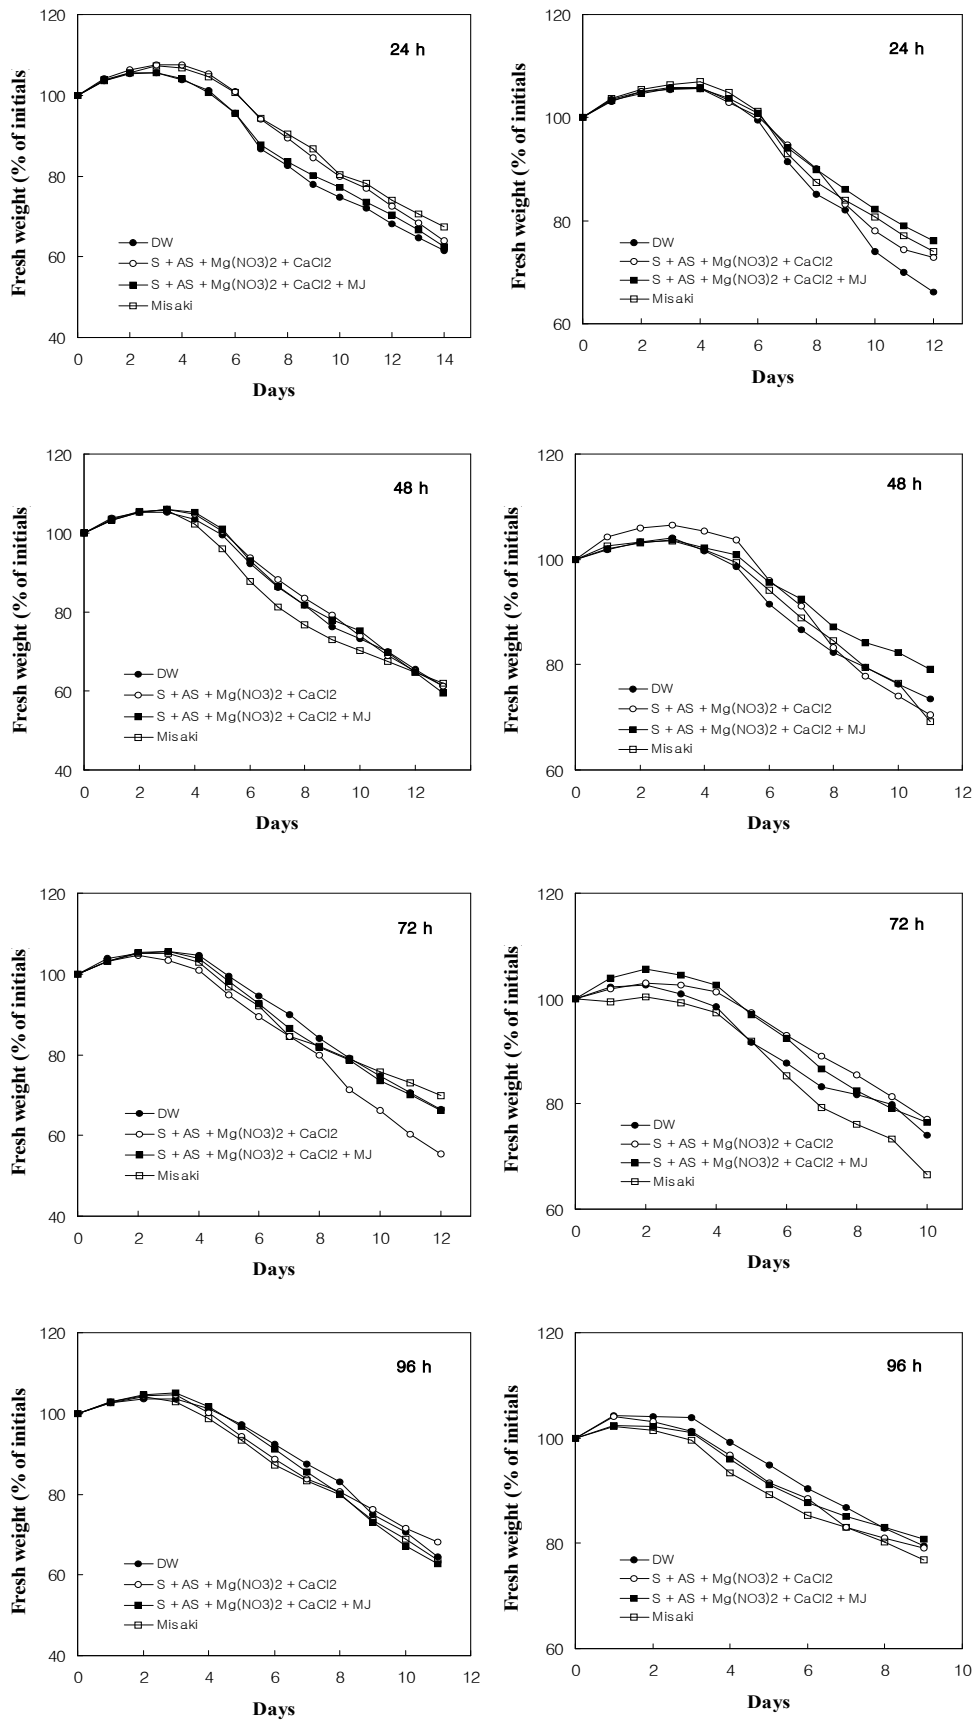 120
100
80
60
40
Fresh weight (% of initials
24 h
DW
S + AS + Mg(NO3)2 + CaCl2
S + AS + Mg(NO3)2 + CaCl2 + MJ
Misaki
0 2 4 6 8 10 12 14
Days
120
100
80
60
Fresh weight (% of initials
24 h
DW
S + AS + Mg(NO3)2 + CaCl2
S + AS + Mg(NO3)2 + CaCl2 + MJ
Misaki
0 2 4 6 8 10 12
Days
120
100
80
60
40
Fresh weight (% of initials
48 h
DW
S + AS + Mg(NO3)2 + CaCl2
S + AS + Mg(NO3)2 + CaCl2 + MJ
Misaki
0 2 4 6 8 10 12
Days
120
100
80
60
Fresh weight (% of initials
48 h
DW
S + AS + Mg(NO3)2 + CaCl2
S + AS + Mg(NO3)2 + CaCl2 + MJ
Misaki
0 2 4 6 8 10 12
Days
120
100
80
60
40
Fresh weight (% of initials
72 h
DW
S + AS + Mg(NO3)2 + CaCl2
S + AS + Mg(NO3)2 + CaCl2 + MJ
Misaki
0 2 4 6 8 10 12
Days
120
100
80
60
Fresh weight (% of initials
72 h
DW
S + AS + Mg(NO3)2 + CaCl2
S + AS + Mg(NO3)2 + CaCl2 + MJ
Misaki
0 2 4 6 8 10
Days
120
100
80
60
40
Fresh weight (% of initials
96 h
DW
S + AS + Mg(NO3)2 + CaCl2
S + AS + Mg(NO3)2 + CaCl2 + MJ
Misaki
0 2 4 6 8 10
Days
120
100
80
60
Fresh weight (% of initials
96 h
DW
S + AS + Mg(NO3)2 + CaCl2
S + AS + Mg(NO3)2 + CaCl2 + MJ
Misaki
0 2 4 6 8 10
Days